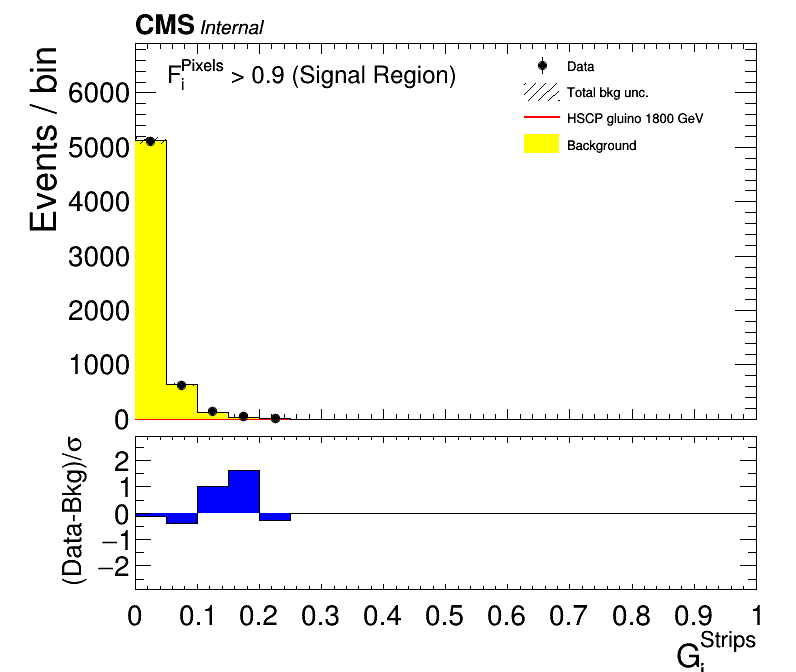 CMS Internal
F_i^Pixels > 0.9 (Signal Region)
Data
Total bkg unc.
HSCP gluino 1800 GeV
Background
Events / bin
6000
5000
4000
3000
2000
1000
0
(Data-Bkg)/σ
2
1
0
−1
−2
0 0.1 0.2 0.3 0.4 0.5 0.6 0.7 0.8 0.9 1
G_i^Strips